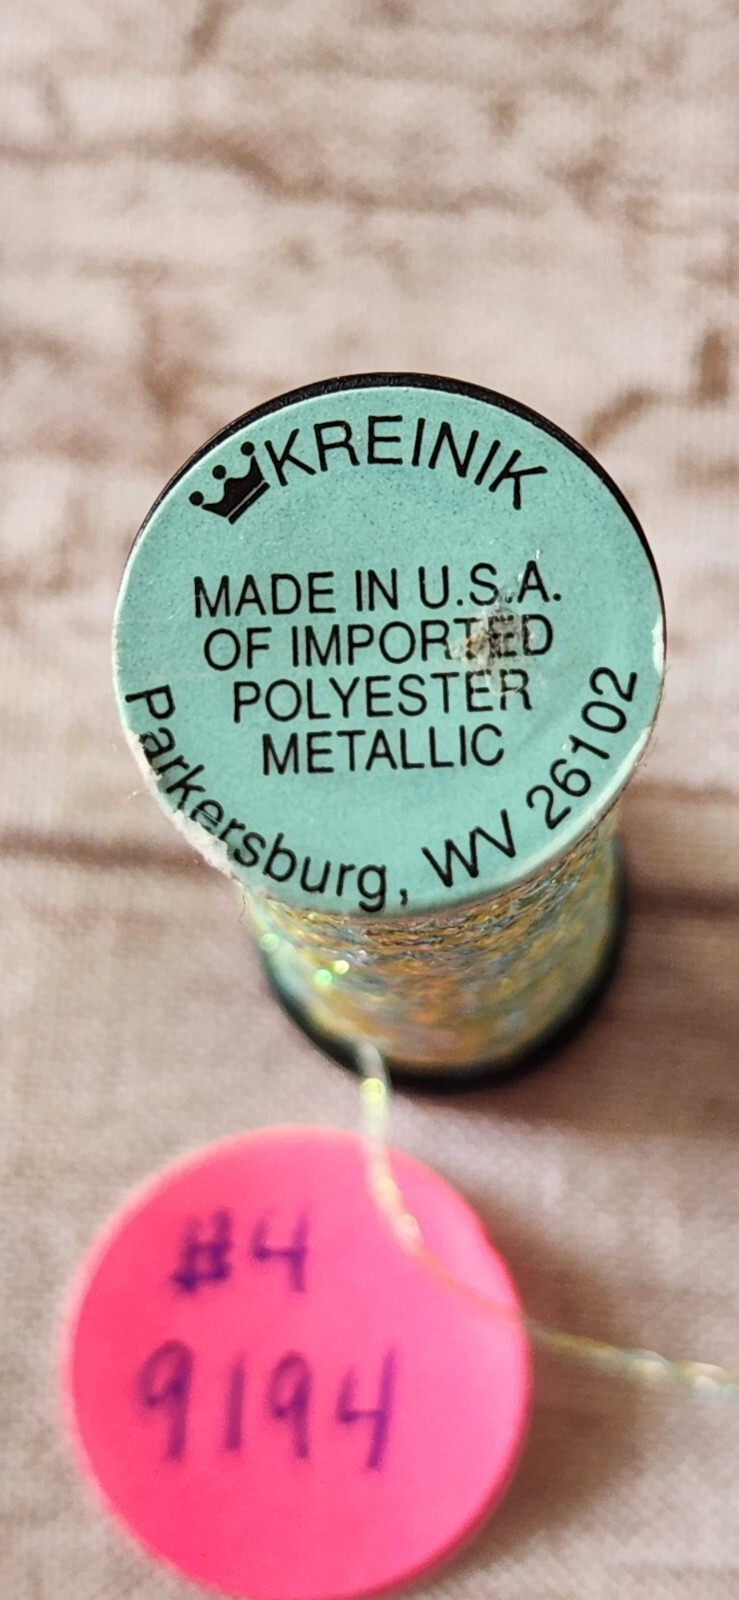 KREINIK
MADE IN U.S.A.
OF IMPORTED
POLYESTER
METALLIC
Parkersburg, WV 26102
#4
9194